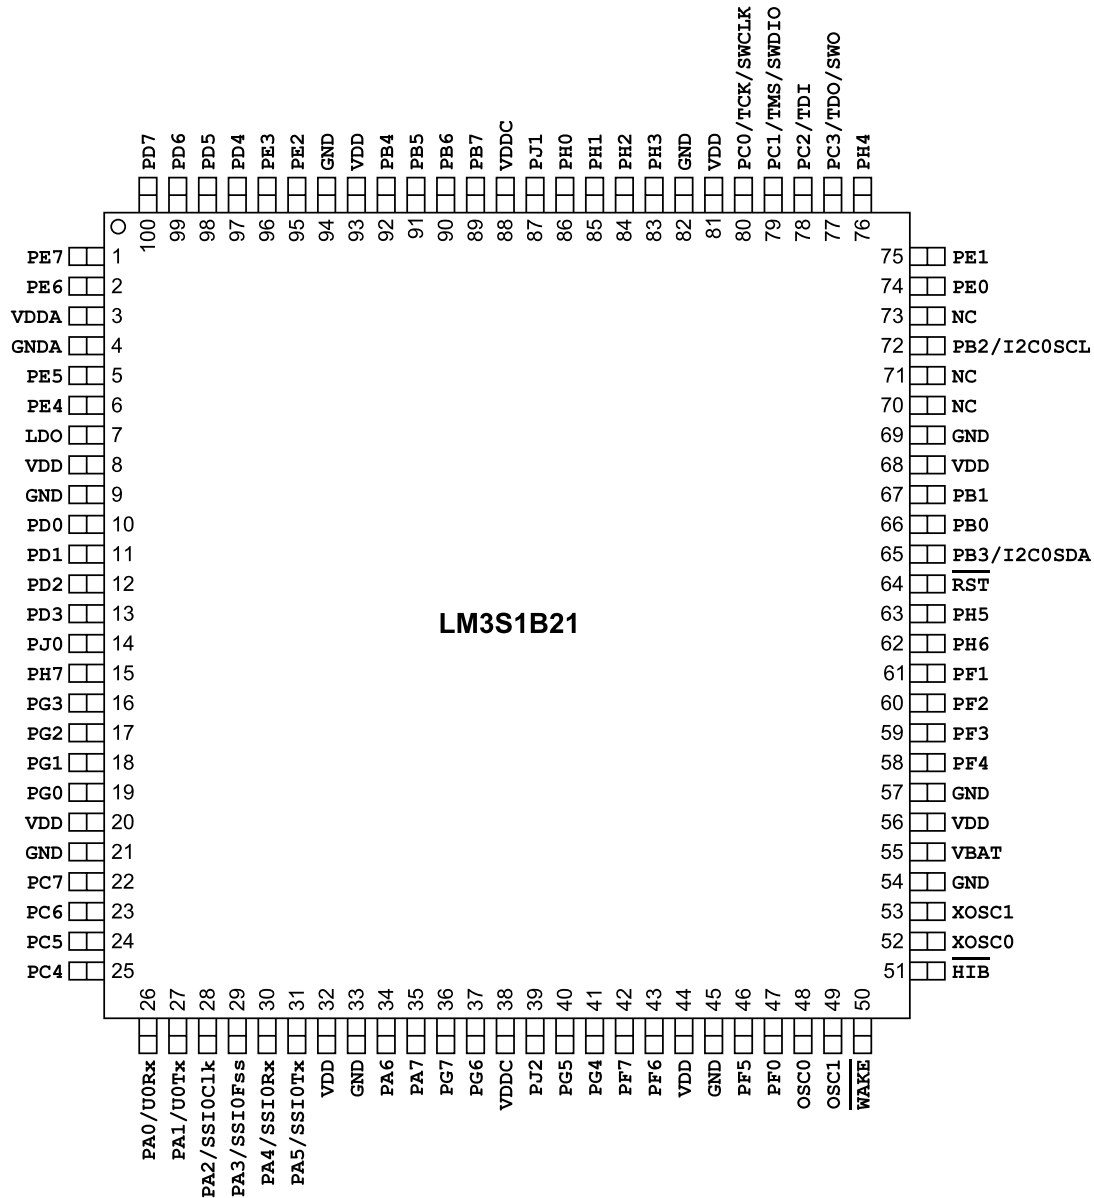 PD7
PD6
PD5
PD4
PE3
PE2
GND
VDD
PB4
PB5
PB6
PB7
VDDC
PJ1
PH0
PH1
PH2
PH3
GND
VDD
PC0/TCK/SWCLK
PC1/TMS/SWDIO
PC2/TDI
PC3/TDO/SWO
PH4
100
99
98
97
96
95
94
93
92
91
90
89
88
87
86
85
84
83
82
81
80
79
78
77
76
PE7 1
PE6 2
VDDA 3
GNDA 4
PE5 5
PE4 6
LDO 7
VDD 8
GND 9
PD0 10
PD1 11
PD2 12
PD3 13
PJ0 14
PH7 15
PG3 16
PG2 17
PG1 18
PG0 19
VDD 20
GND 21
PC7 22
PC6 23
PC5 24
PC4 25
LM3S1B21
75 PE1
74 PE0
73 NC
72 PB2/I2C0SCL
71 NC
70 NC
69 GND
68 VDD
67 PB1
66 PB0
65 PB3/I2C0SDA
64 RST
63 PH5
62 PH6
61 PF1
60 PF2
59 PF3
58 PF4
57 GND
56 VDD
55 VBAT
54 GND
53 XOSC1
52 XOSC0
51 HIB
26
27
28
29
30
31
32
33
34
35
36
37
38
39
40
41
42
43
44
45
46
47
48
49
50
PA0/U0Rx
PA1/U0Tx
PA2/SSI0Clk
PA3/SSI0Fss
PA4/SSI0Rx
PA5/SSI0Tx
VDD
GND
PA6
PA7
PG7
PG6
VDDC
PJ2
PG5
PG4
PF7
PF6
VDD
GND
PF5
PF0
OSC0
OSC1
WAKE